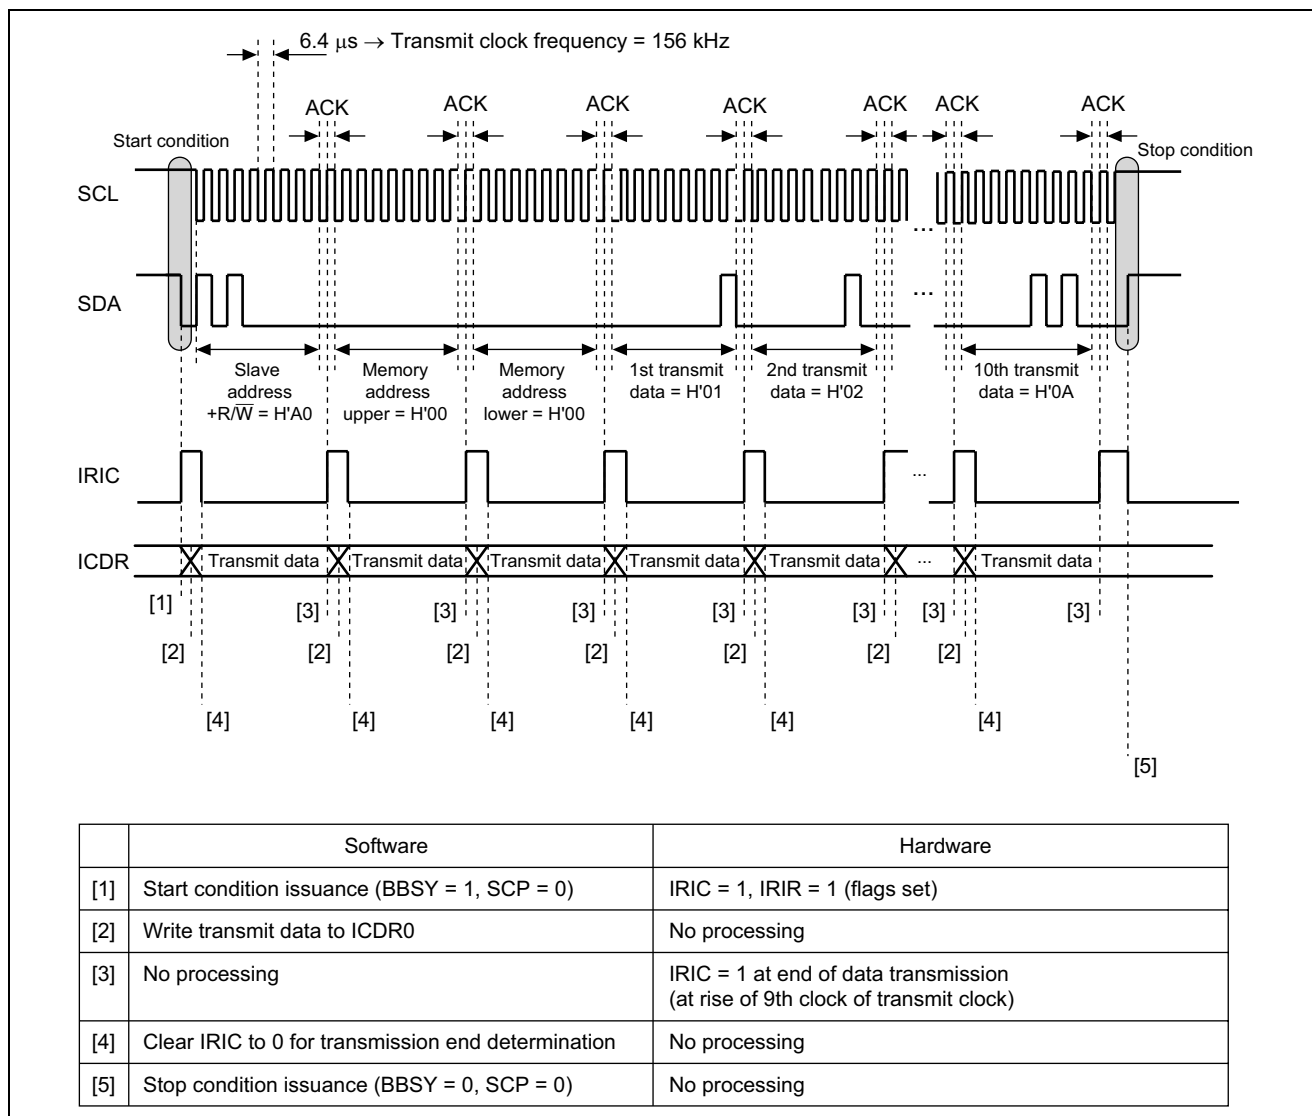 6.4 μs → Transmit clock frequency = 156 kHz
ACK ACK ACK ACK ACK ACK ACK
Start condition
Stop condition
SCL
...
SDA
...
Slave
address
+R/W̅ = H'A0
Memory
address
upper = H'00
Memory
address
lower = H'00
1st transmit
data = H'01
2nd transmit
data = H'02
10th transmit
data = H'0A
IRIC
...
ICDR
Transmit data Transmit data Transmit data Transmit data Transmit data ... Transmit data
[1] [3] [3] [3] [3] [3] [3] [3]
[2] [2] [2] [2] [2] [2] [2]
[4] [4] [4] [4] [4] [4]
[5]
Software Hardware
[1] Start condition issuance (BBSY = 1, SCP = 0) IRIC = 1, IRIR = 1 (flags set)
[2] Write transmit data to ICDR0 No processing
[3] No processing IRIC = 1 at end of data transmission
(at rise of 9th clock of transmit clock)
[4] Clear IRIC to 0 for transmission end determination No processing
[5] Stop condition issuance (BBSY = 0, SCP = 0) No processing